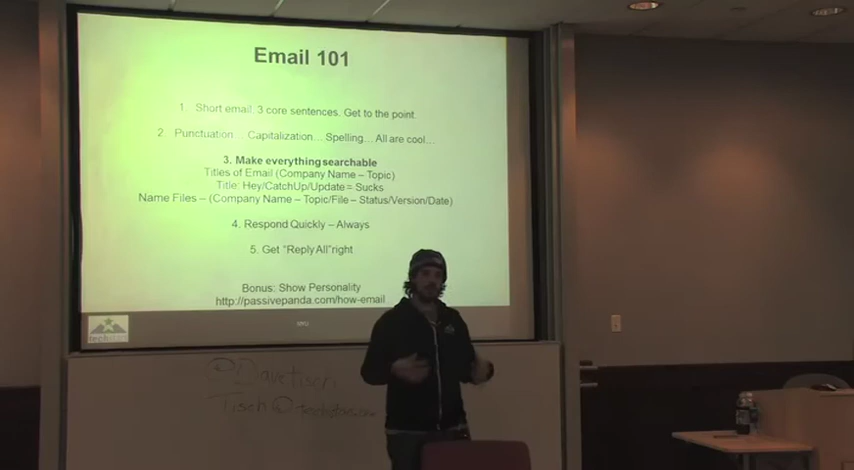 Email 101
1. Short email. 3 core sentences. Get to the point.
2. Punctuation… Capitalization… Spelling… All are cool…
3. Make everything searchable
Titles of Email (Company Name – Topic)
Title: Hey/CatchUp/Update = Sucks
Name Files – (Company Name – Topic/File – Status/Version/Date)
4. Respond Quickly – Always
5. Get "Reply All" right
Bonus: Show Personality
http://passivepanda.com/how-email
@Davetisch
Tisch@